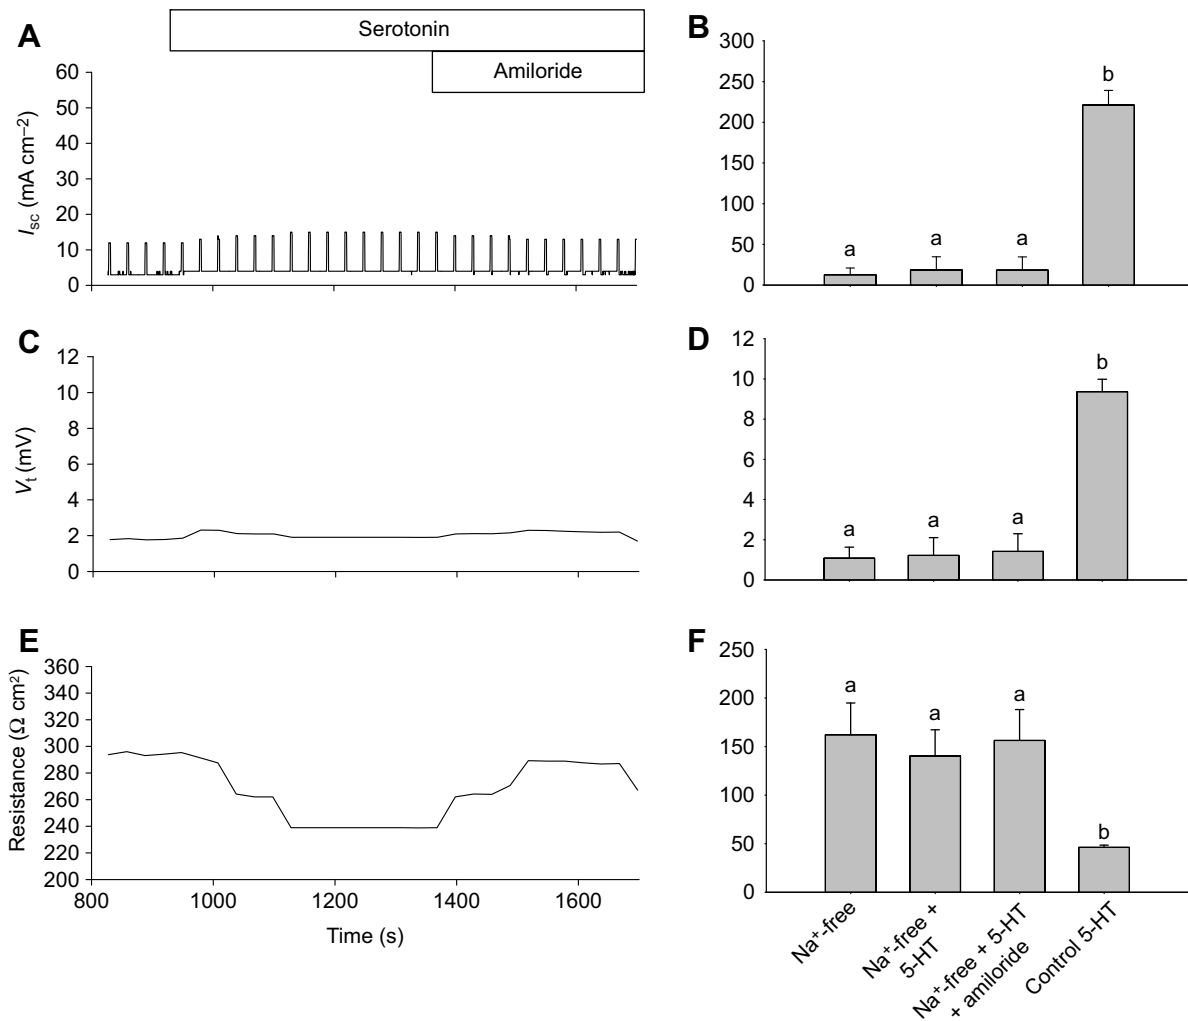 A
Serotonin
Amiloride
60
50
40
30
20
10
0
I_sc (mA cm–2)
B
300
250
200
150
100
50
0
a
a
a
b
C
12
10
8
6
4
2
0
V_t (mV)
D
12
10
8
6
4
2
0
a
a
a
b
E
360
340
320
300
280
260
240
220
200
Resistance (Ω cm²)
800 1000 1200 1400 1600
Time (s)
F
250
200
150
100
50
0
a
a
a
b
Na⁺-free
Na⁺-free +
5-HT
Na⁺-free + 5-HT
+ amiloride
Control 5-HT